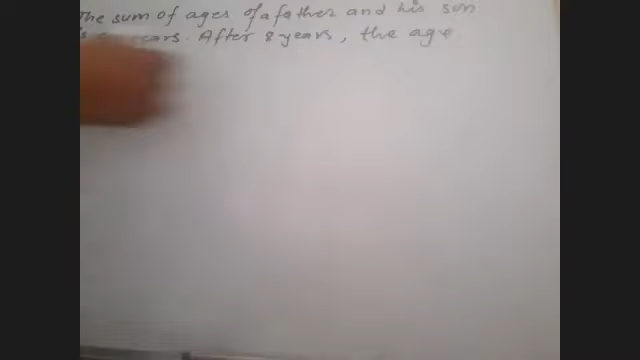 The sum of ages of a father and his son
years. After 8 years, the age